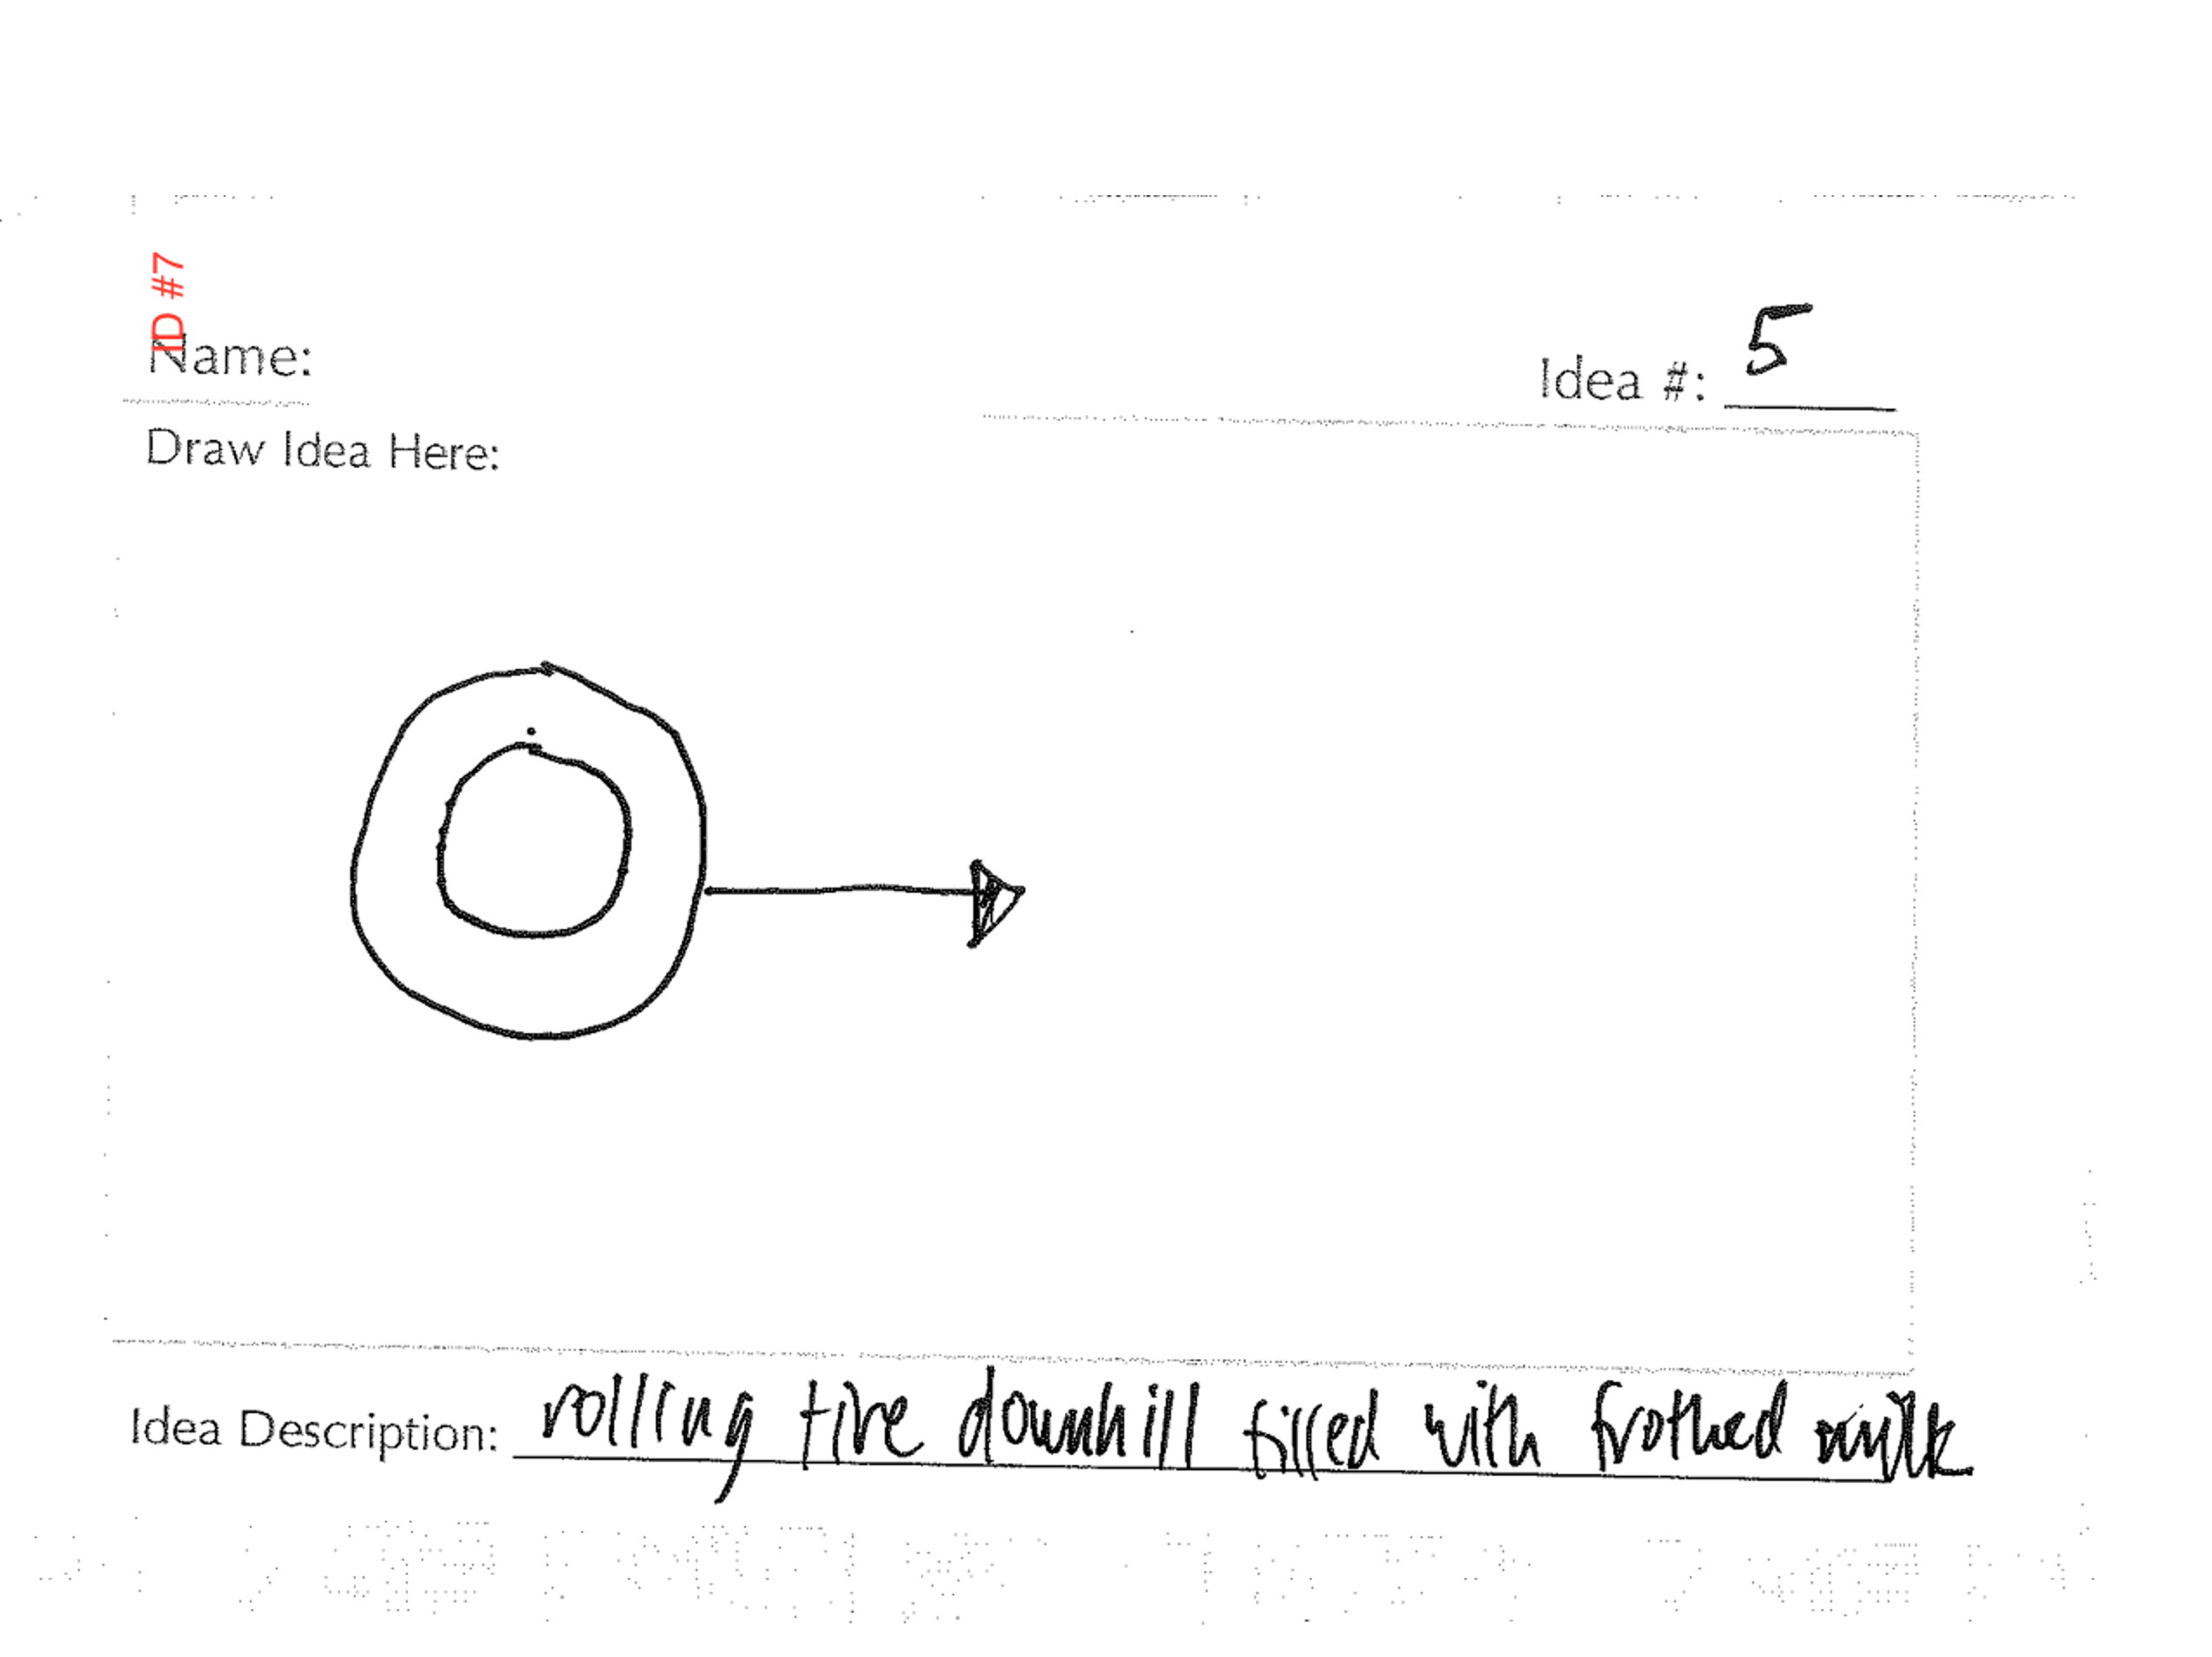 ID #7
Name:
Idea #: 5
Draw Idea Here:
Idea Description: rolling tire downhill filled with frothed milk